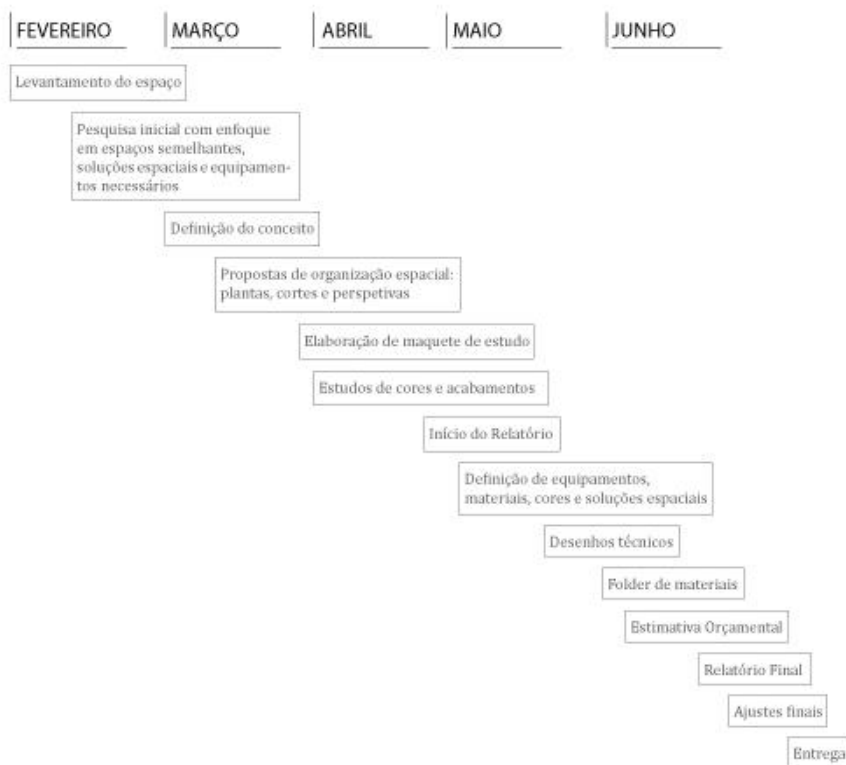 FEVEREIRO MARÇO ABRIL MAIO JUNHO
Levantamento do espaço
Pesquisa inicial com enfoque
em espaços semelhantes,
soluções espaciais e equipamen-
tos necessários
Definição do conceito
Propostas de organização espacial:
plantas, cortes e perspetivas
Elaboração de maquete de estudo
Estudos de cores e acabamentos
Início do Relatório
Definição de equipamentos,
materiais, cores e soluções espaciais
Desenhos técnicos
Folder de materiais
Estimativa Orçamental
Relatório Final
Ajustes finais
Entrega